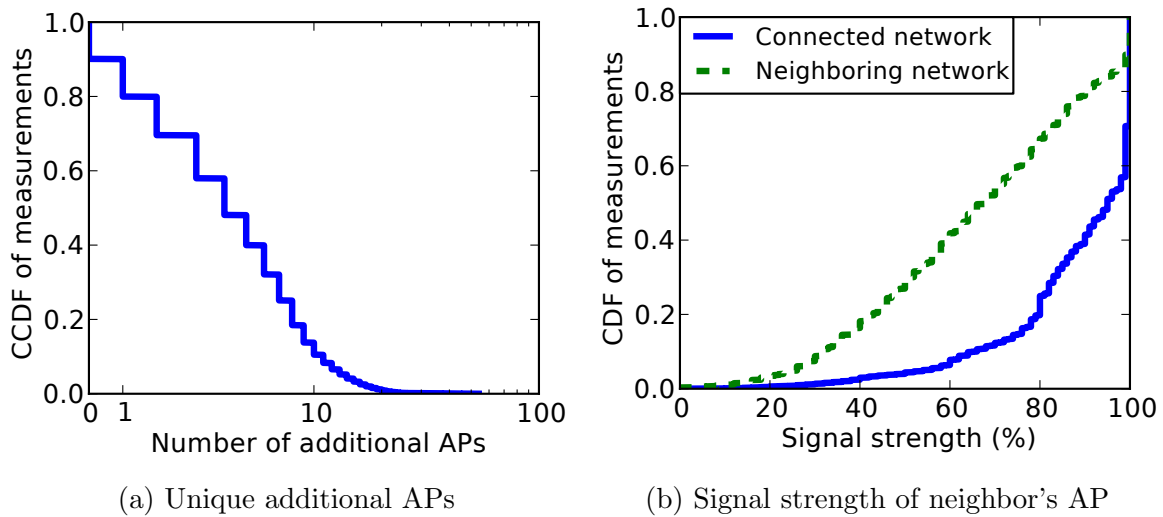 1.0
0.8
0.6
0.4
0.2
0.0
CCDF of measurements
0 1 10 100
Number of additional APs
(a) Unique additional APs
1.0
0.8
0.6
0.4
0.2
0.0
CDF of measurements
Connected network
Neighboring network
0 20 40 60 80 100
Signal strength (%)
(b) Signal strength of neighbor's AP